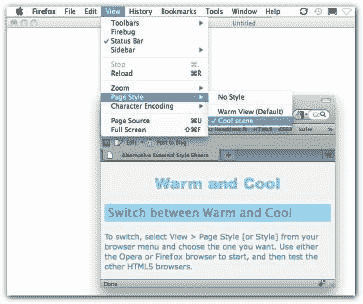 Firefox File Edit View History Bookmarks Tools Window Help
Untitled
Toolbars
Firebug
✓ Status Bar
Sidebar
Stop ⌘.
Reload ⌘R
Zoom
Page Style
Character Encoding
Page Source ⌘U
Full Screen ⇧⌘F
No Style
Warm View (Default)
✓ Cool scene
Edit
Post to Blog
Alternative External Style Sheets
Warm and Cool
Switch between Warm and Cool
To switch, select View > Page Style [or Style] from your
browser menu and choose the one you want. Use either
the Opera or Firefox browser to start, and then test the
other HTML5 browsers.
Done